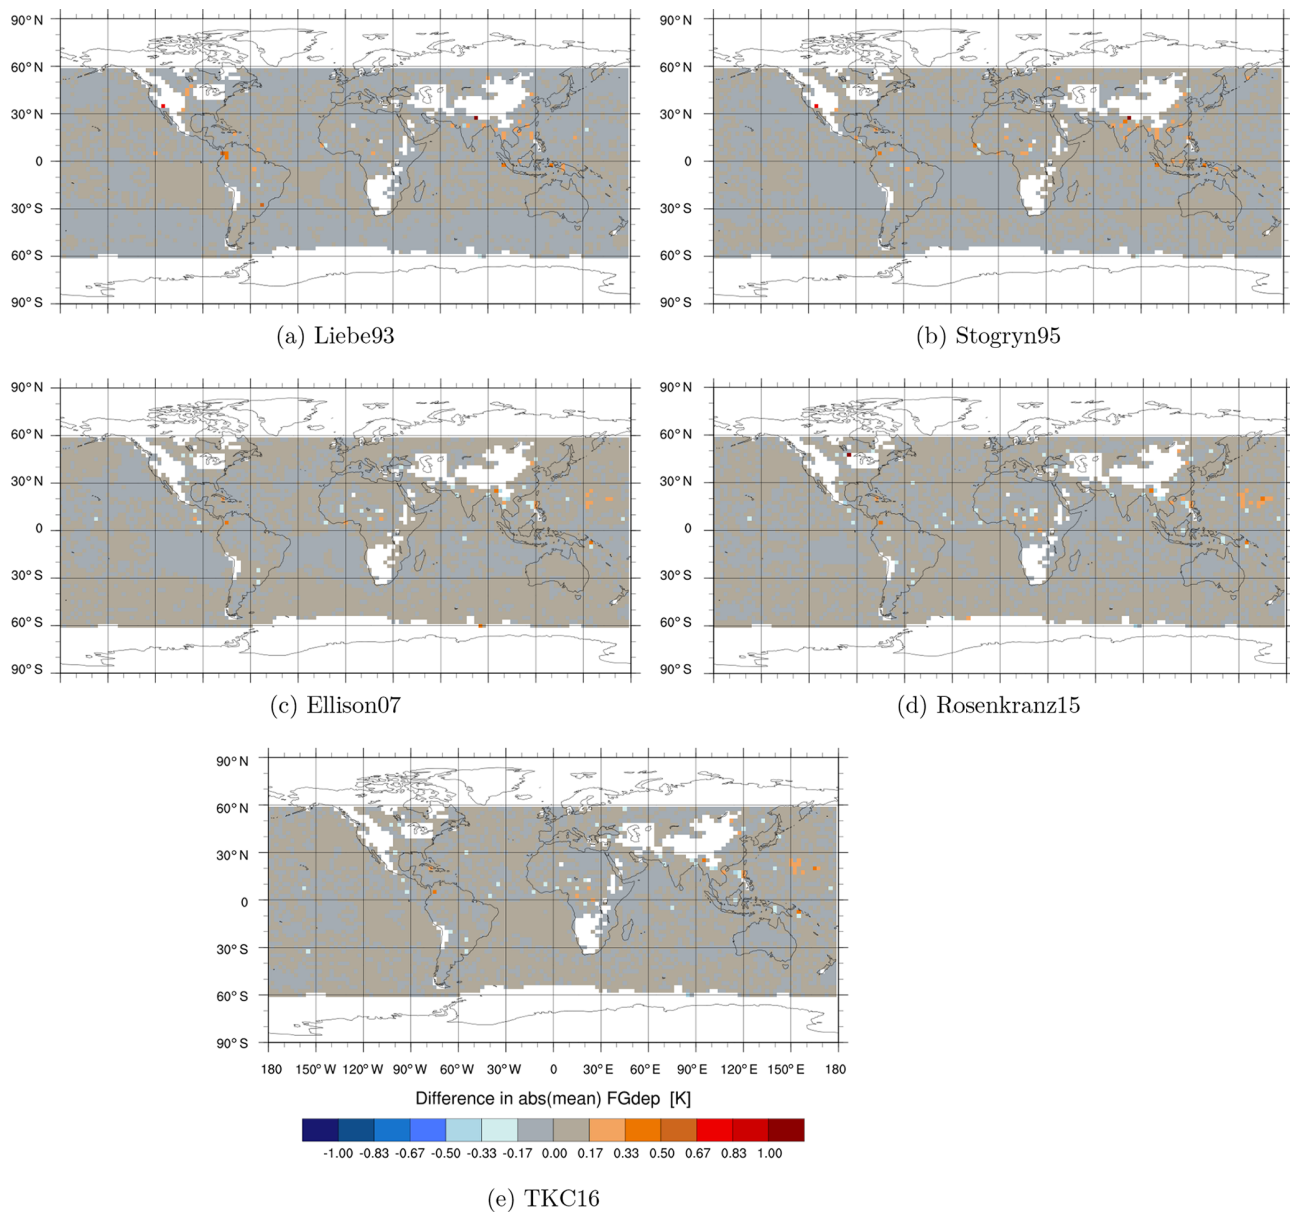 90° N
60° N
30° N
0
30° S
60° S
90° S
(a) Liebe93
90° N
60° N
30° N
0
30° S
60° S
90° S
(b) Stogryn95
90° N
60° N
30° N
0
30° S
60° S
90° S
(c) Ellison07
90° N
60° N
30° N
0
30° S
60° S
90° S
(d) Rosenkranz15
90° N
60° N
30° N
0
30° S
60° S
90° S
180 150° W 120° W 90° W 60° W 30° W 0 30° E 60° E 90° E 120° E 150° E 180
Difference in abs(mean) FGdep [K]
-1.00 -0.83 -0.67 -0.50 -0.33 -0.17 0.00 0.17 0.33 0.50 0.67 0.83 1.00
(e) TKC16